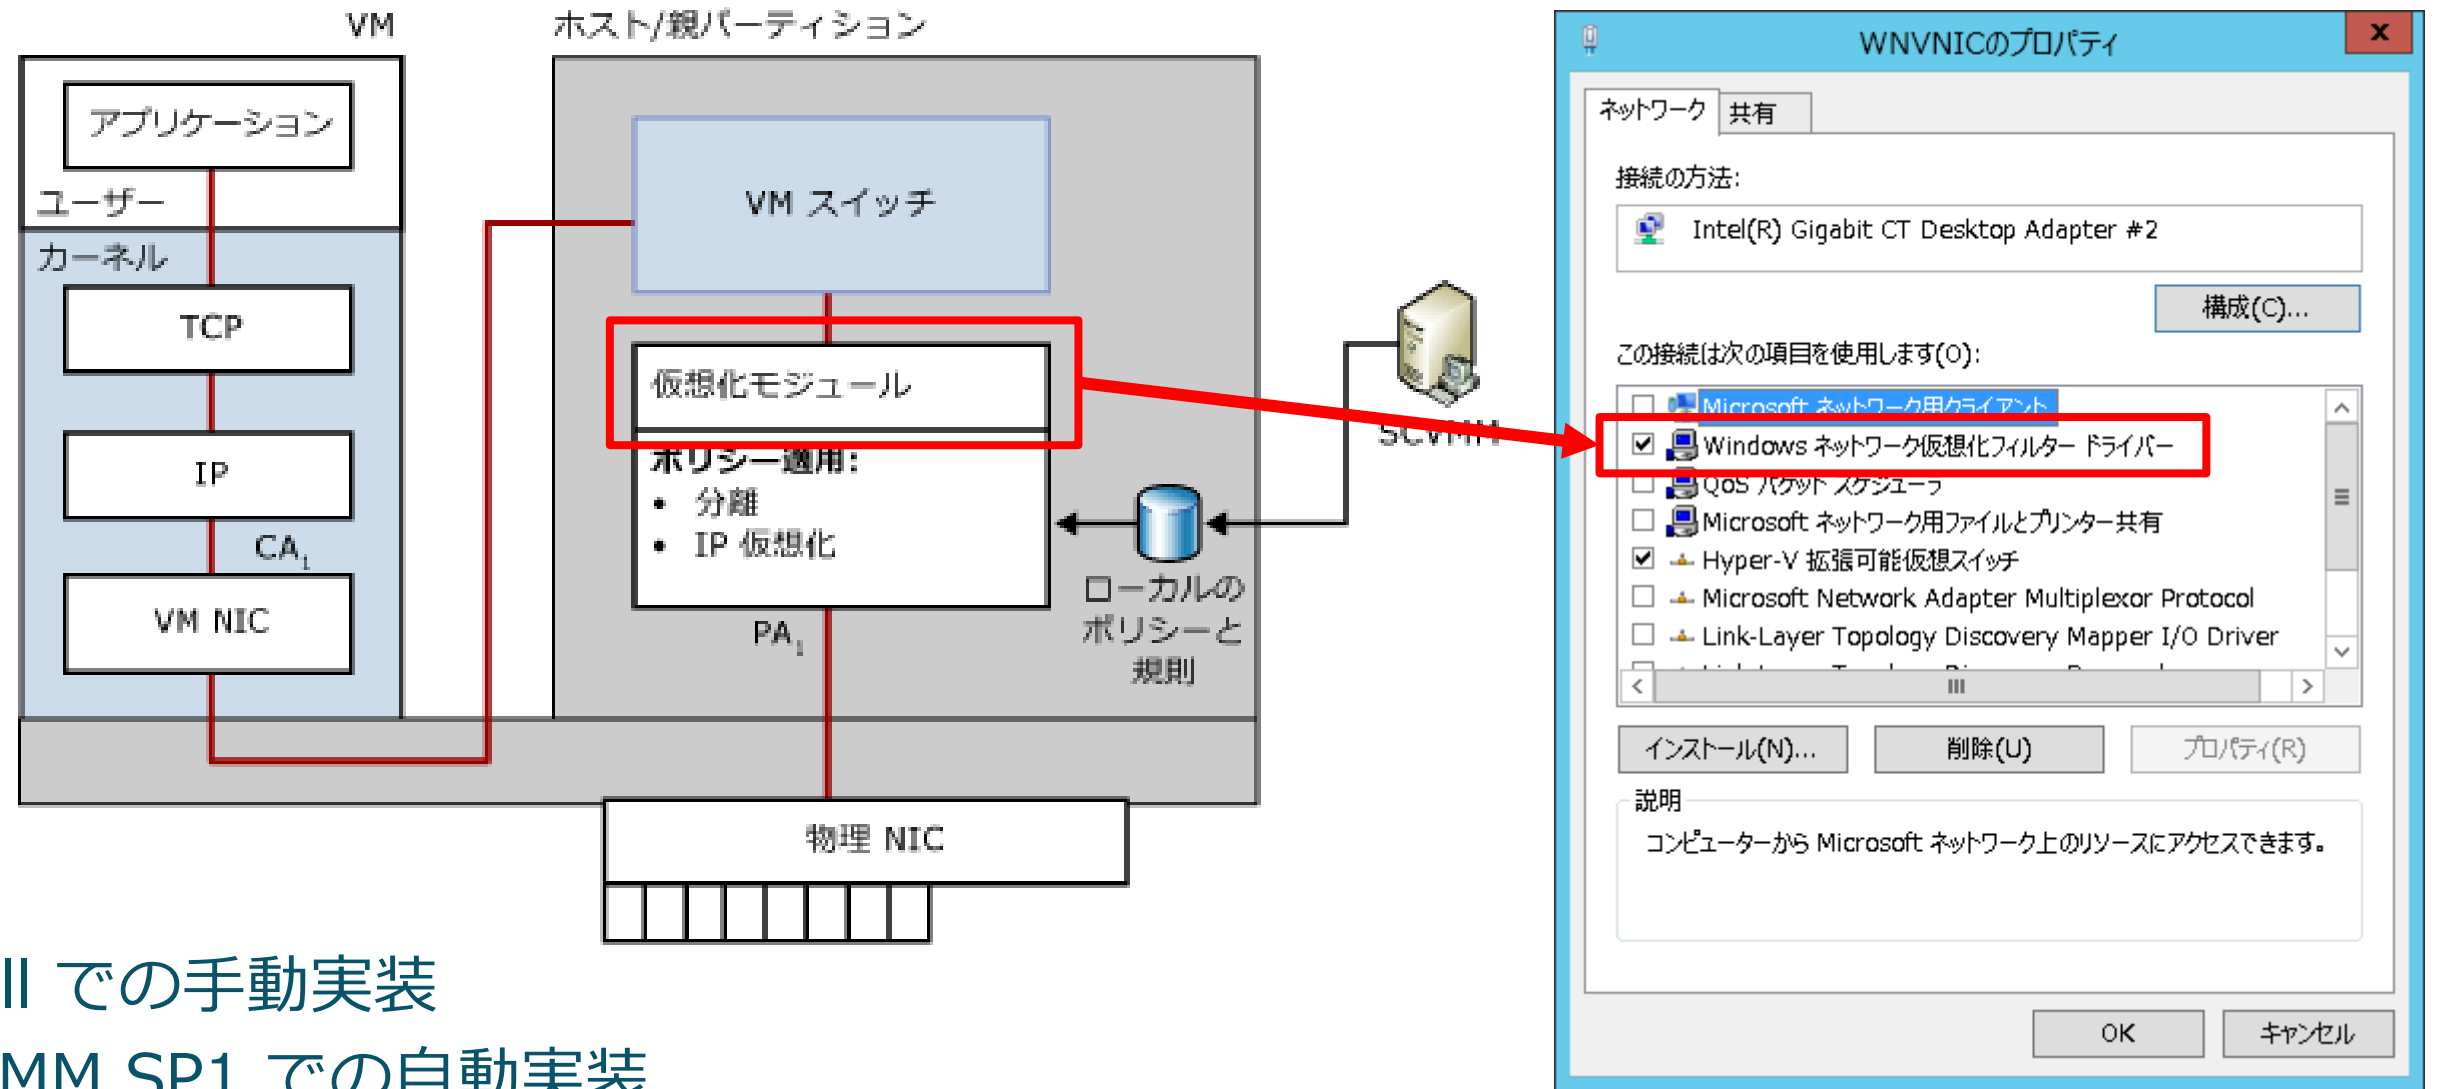 VM
ホスト/親パーティション
アプリケーション
ユーザー
カーネル
TCP
IP
CA1
VM NIC
VM スイッチ
仮想化モジュール
ポリシー適用:
• 分離
• IP 仮想化
PA1
ローカルの
ポリシーと
規則
SCVMM
物理 NIC
ll での手動実装
MM SP1 での自動実装
WNVNICのプロパティ
x
ネットワーク
共有
接続の方法:
Intel(R) Gigabit CT Desktop Adapter #2
構成(C)...
この接続は次の項目を使用します(O):
Microsoft ネットワーク用クライアント
Windows ネットワーク仮想化フィルター ドライバー
QoS パケット スケジューラ
Microsoft ネットワーク用ファイルとプリンター共有
Hyper-V 拡張可能仮想スイッチ
Microsoft Network Adapter Multiplexor Protocol
Link-Layer Topology Discovery Mapper I/O Driver
インストール(N)...
削除(U)
プロパティ(R)
説明
コンピューターから Microsoft ネットワーク上のリソースにアクセスできます。
OK
キャンセル